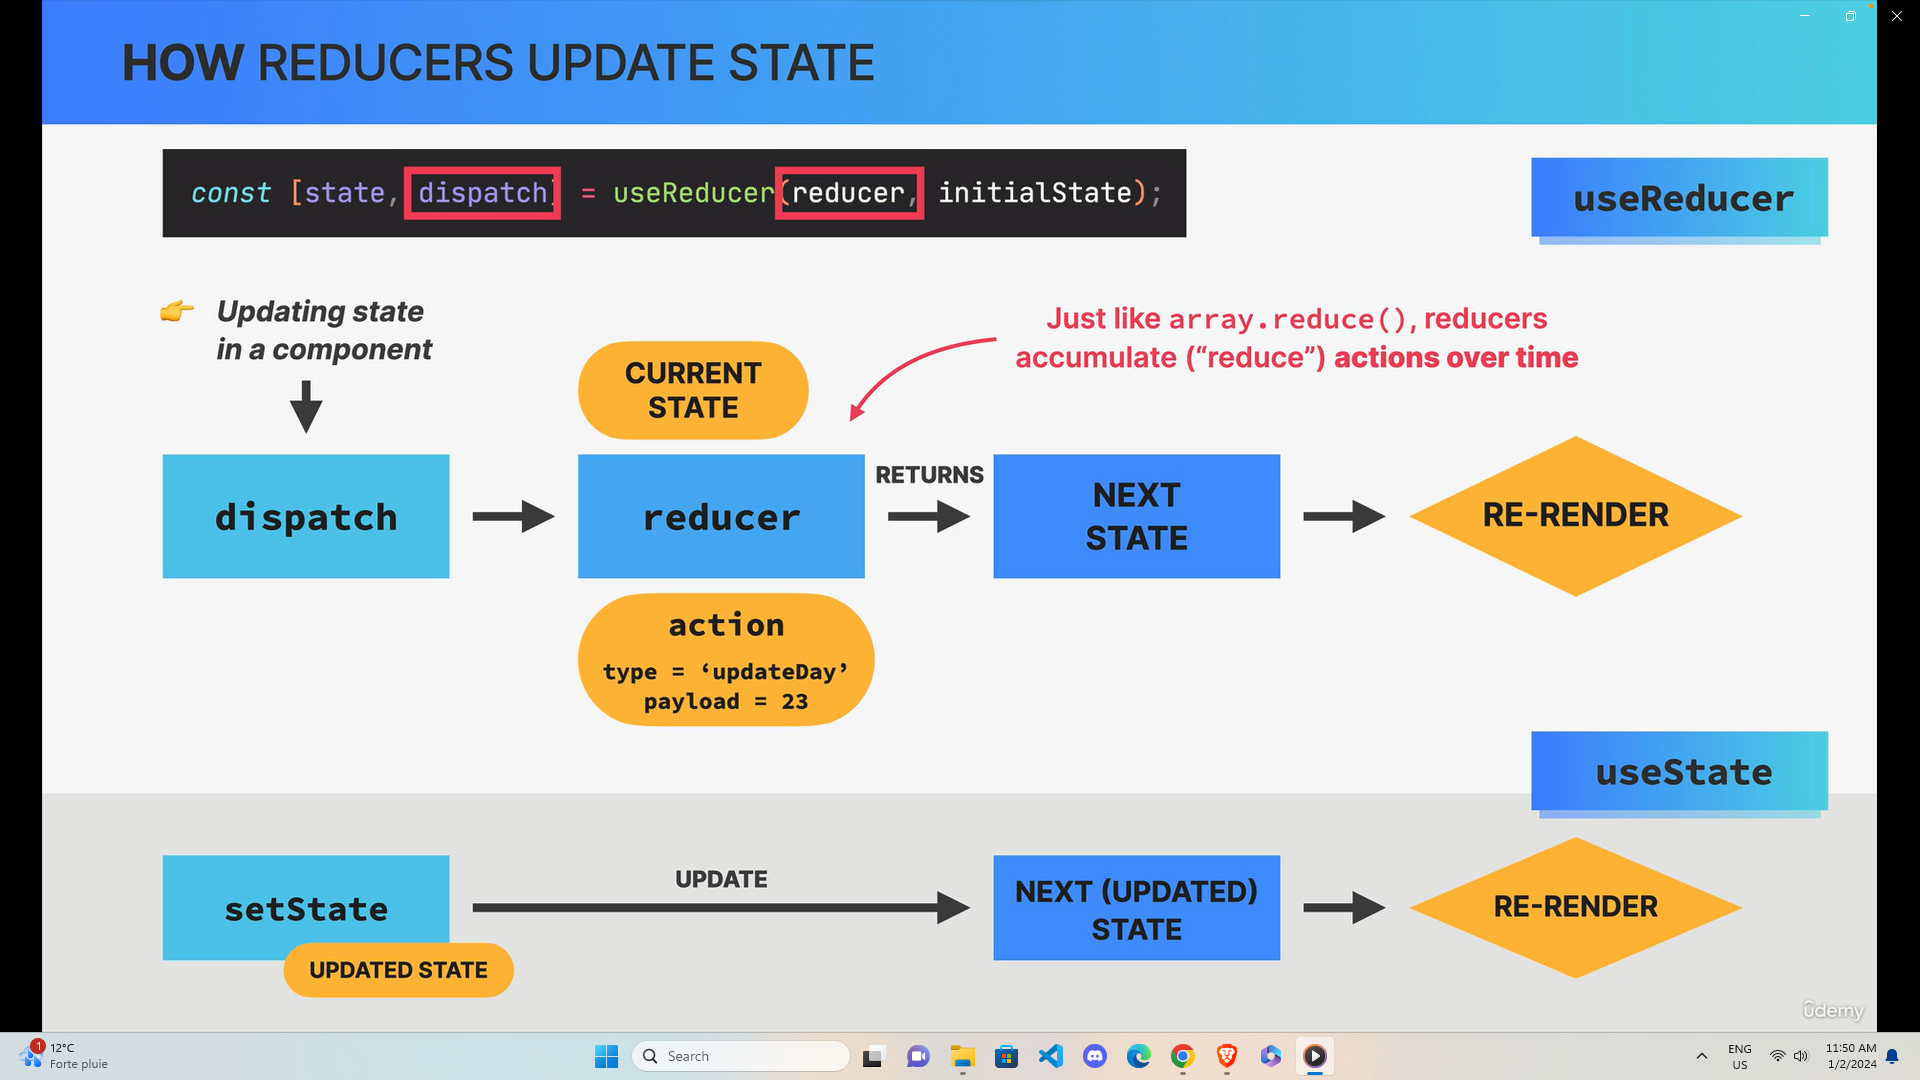 HOW REDUCERS UPDATE STATE
const [state, dispatch] = useReducer(reducer, initialState);
useReducer
Updating state
in a component
Just like array.reduce(), reducers
accumulate (“reduce”) actions over time
CURRENT
STATE
dispatch
reducer
RETURNS
NEXT
STATE
RE-RENDER
action
type = ‘updateDay’
payload = 23
useState
setState
UPDATED STATE
UPDATE
NEXT (UPDATED)
STATE
RE-RENDER
ûdemy
1
12°C
Forte pluie
Search
ENG
US
11:50 AM
1/2/2024